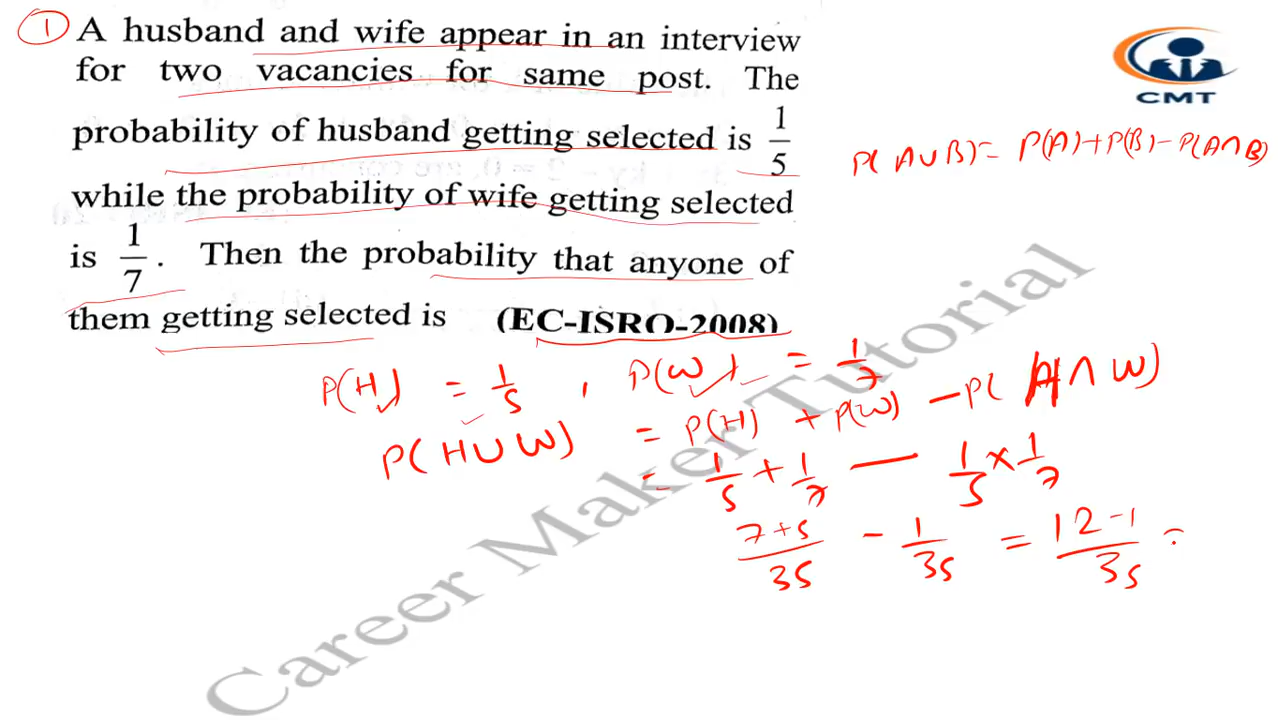 ① A husband and wife appear in an interview
for two vacancies for same post. The
probability of husband getting selected is 1/5
while the probability of wife getting selected
is 1/7. Then the probability that anyone of
them getting selected is (EC-ISRO-2008)
CMT
P(A∪B)= P(A)+P(B)-P(A∩B)
P(H) = 1/5 , P(W) = 1/7
P(H∪W) = P(H) + P(W) - P(H∩W)
= 1/5 + 1/7 - 1/5 × 1/7
7+5/35 - 1/35 = 12-1/35 =
Career Maker Tutorial